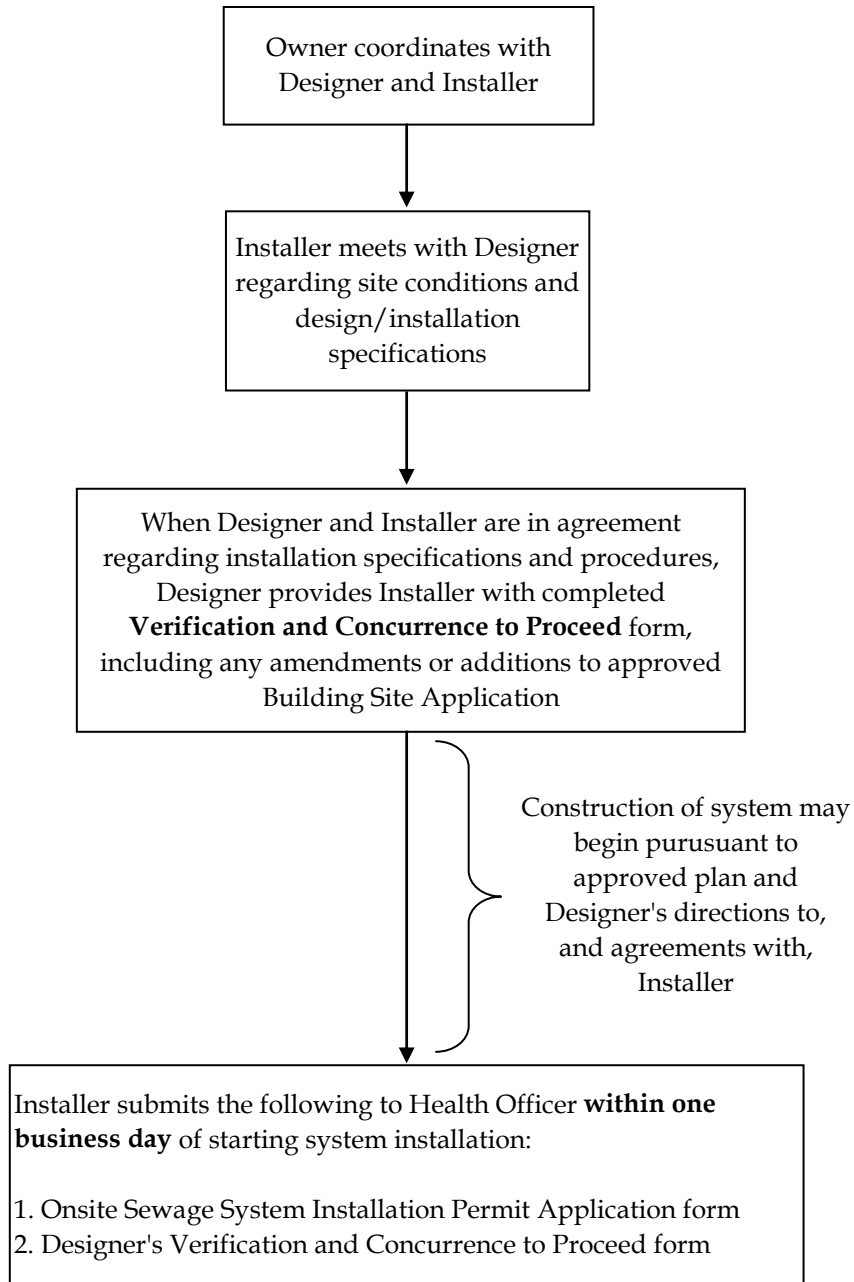 Owner coordinates with
Designer and Installer
Installer meets with Designer
regarding site conditions and
design/installation
specifications
When Designer and Installer are in agreement
regarding installation specifications and procedures,
Designer provides Installer with completed
Verification and Concurrence to Proceed form,
including any amendments or additions to approved
Building Site Application
Construction of system may
begin purusuant to
approved plan and
Designer's directions to,
and agreements with,
Installer
Installer submits the following to Health Officer within one
business day of starting system installation:
1. Onsite Sewage System Installation Permit Application form
2. Designer's Verification and Concurrence to Proceed form